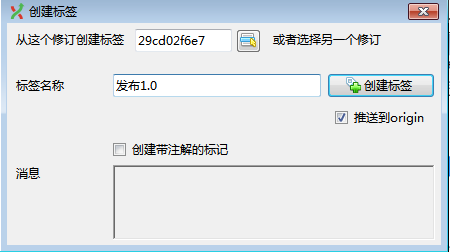 创建标签
从这个修订创建标签 29cd02f6e7 或者选择另一个修订
标签名称 发布1.0 创建标签
推送到origin
创建带注解的标记
消息